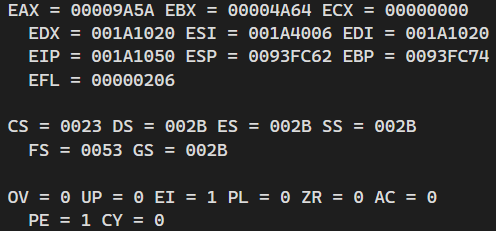 EAX = 00009A5A EBX = 00004A64 ECX = 00000000
EDX = 001A1020 ESI = 001A4006 EDI = 001A1020
EIP = 001A1050 ESP = 0093FC62 EBP = 0093FC74
EFL = 00000206
CS = 0023 DS = 002B ES = 002B SS = 002B
FS = 0053 GS = 002B
OV = 0 UP = 0 EI = 1 PL = 0 ZR = 0 AC = 0
PE = 1 CY = 0